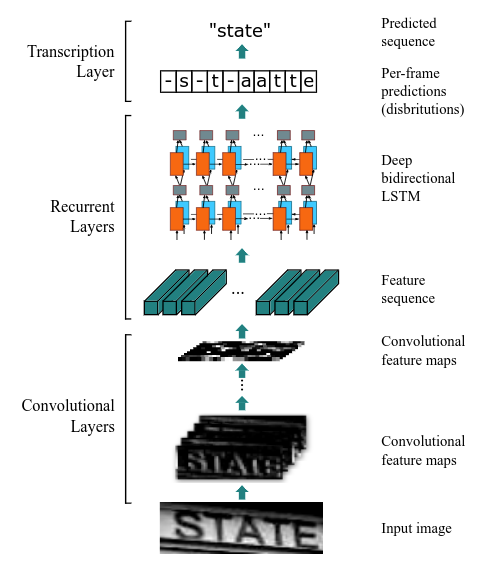 "state"
Predicted
sequence
Transcription
Layer
-s-t-aatte
Per-frame
predictions
(disbritutions)
...
Deep
bidirectional
LSTM
Recurrent
Layers
...
Feature
sequence
Convolutional
feature maps
Convolutional
Layers
STATE
Convolutional
feature maps
STATE
Input image